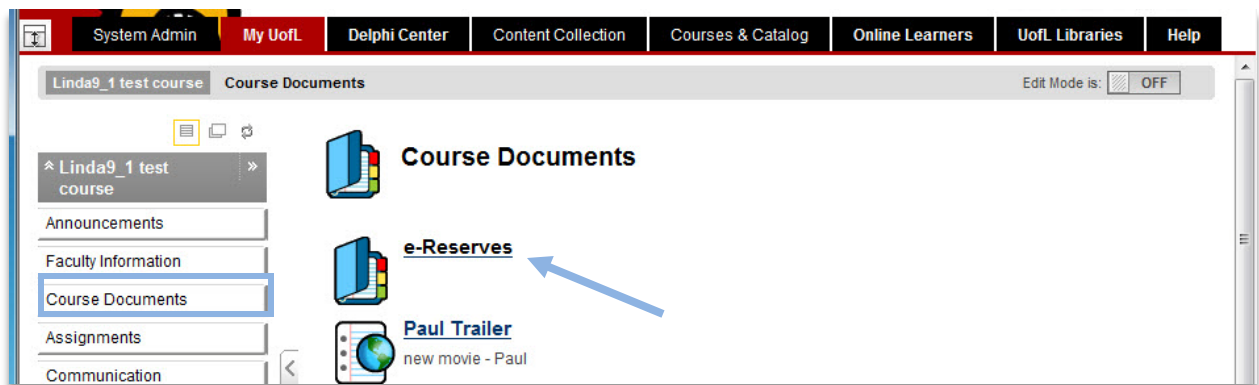 System Admin My UofL Delphi Center Content Collection Courses & Catalog Online Learners UofL Libraries Help
Linda9_1 test course Course Documents Edit Mode is: OFF
Linda9_1 test
course
Announcements
Faculty Information
Course Documents
Assignments
Communication
Course Documents
e-Reserves
Paul Trailer
new movie - Paul